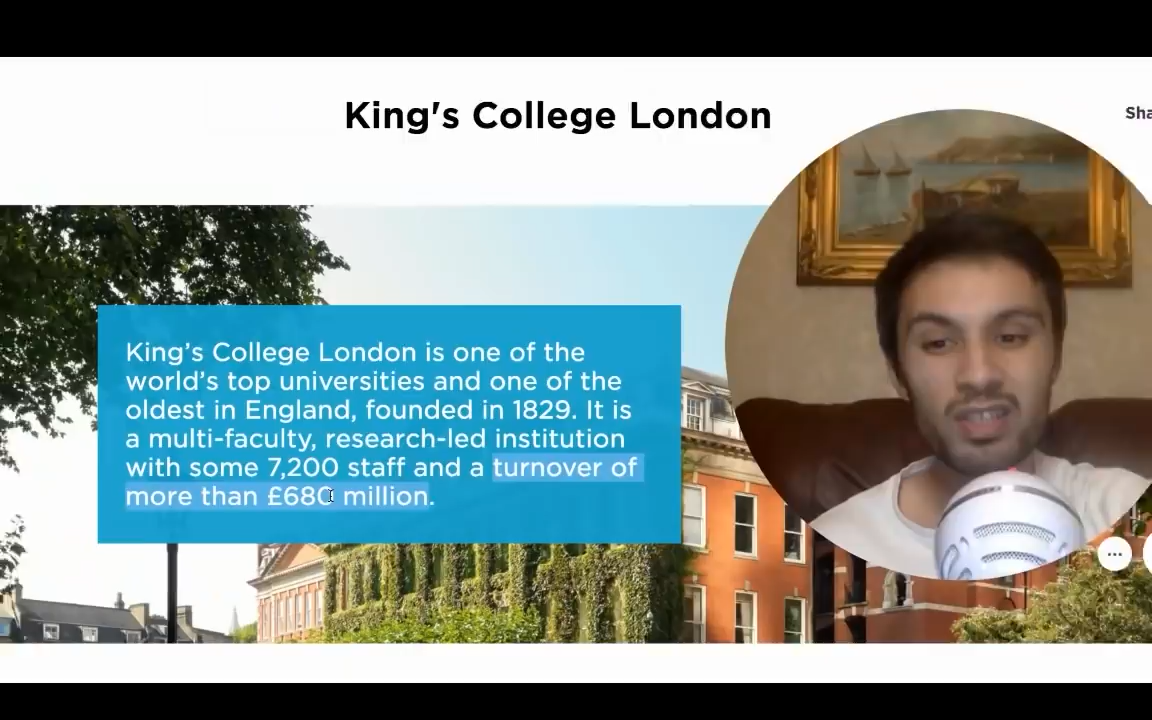 King's College London
Sha
King’s College London is one of the
world’s top universities and one of the
oldest in England, founded in 1829. It is
a multi-faculty, research-led institution
with some 7,200 staff and a turnover of
more than £680 million.